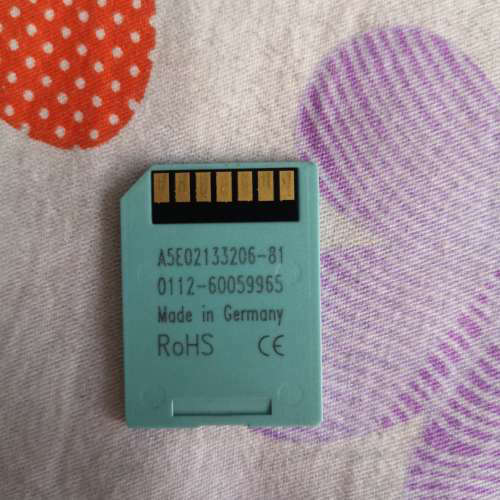 A5E02133206-81
0112-60059965
Made in Germany
RoHS CE